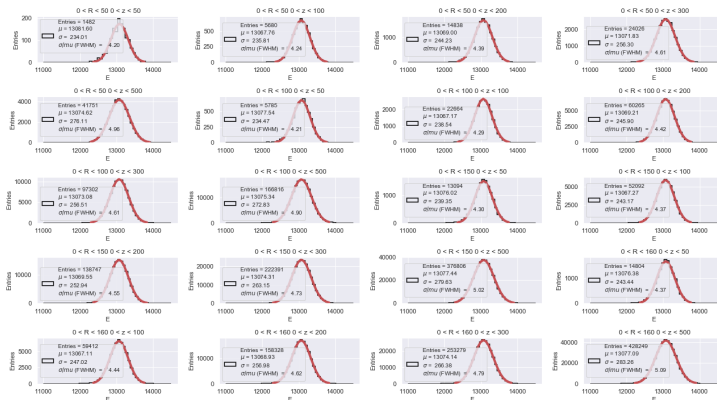 0 < R < 50 0 < z < 50
Entries = 1462
μ = 13081.60
σ = 234.01
d/mu (FWHM) = 4.20
0 < R < 50 0 < z < 100
Entries = 5680
μ = 13067.76
σ = 235.81
d/mu (FWHM) = 4.24
0 < R < 50 0 < z < 200
Entries = 14838
μ = 13069.00
σ = 244.23
d/mu (FWHM) = 4.39
0 < R < 50 0 < z < 300
Entries = 24026
μ = 13071.83
σ = 256.30
d/mu (FWHM) = 4.61
0 < R < 50 0 < z < 500
Entries = 41751
μ = 13074.62
σ = 276.11
d/mu (FWHM) = 4.96
0 < R < 100 0 < z < 50
Entries = 5785
μ = 13077.54
σ = 234.47
d/mu (FWHM) = 4.21
0 < R < 100 0 < z < 100
Entries = 22664
μ = 13067.17
σ = 238.54
d/mu (FWHM) = 4.29
0 < R < 100 0 < z < 200
Entries = 60265
μ = 13069.21
σ = 245.90
d/mu (FWHM) = 4.42
0 < R < 100 0 < z < 300
Entries = 97302
μ = 13073.08
σ = 256.51
d/mu (FWHM) = 4.61
0 < R < 100 0 < z < 500
Entries = 166816
μ = 13075.34
σ = 272.83
d/mu (FWHM) = 4.90
0 < R < 150 0 < z < 50
Entries = 13094
μ = 13076.02
σ = 239.35
d/mu (FWHM) = 4.30
0 < R < 150 0 < z < 100
Entries = 52092
μ = 13067.27
σ = 243.17
d/mu (FWHM) = 4.37
0 < R < 150 0 < z < 200
Entries = 138747
μ = 13069.55
σ = 252.94
d/mu (FWHM) = 4.55
0 < R < 150 0 < z < 300
Entries = 222391
μ = 13074.31
σ = 263.15
d/mu (FWHM) = 4.73
0 < R < 150 0 < z < 500
Entries = 376806
μ = 13077.44
σ = 279.63
d/mu (FWHM) = 5.02
0 < R < 160 0 < z < 50
Entries = 14804
μ = 13076.38
σ = 243.44
d/mu (FWHM) = 4.37
0 < R < 160 0 < z < 100
Entries = 59412
μ = 13067.11
σ = 247.02
d/mu (FWHM) = 4.44
0 < R < 160 0 < z < 200
Entries = 158328
μ = 13068.93
σ = 256.98
d/mu (FWHM) = 4.62
0 < R < 160 0 < z < 300
Entries = 253279
μ = 13074.14
σ = 266.38
d/mu (FWHM) = 4.79
0 < R < 160 0 < z < 500
Entries = 428249
μ = 13077.09
σ = 283.26
d/mu (FWHM) = 5.09
Entries
11000 12000 13000 14000
E